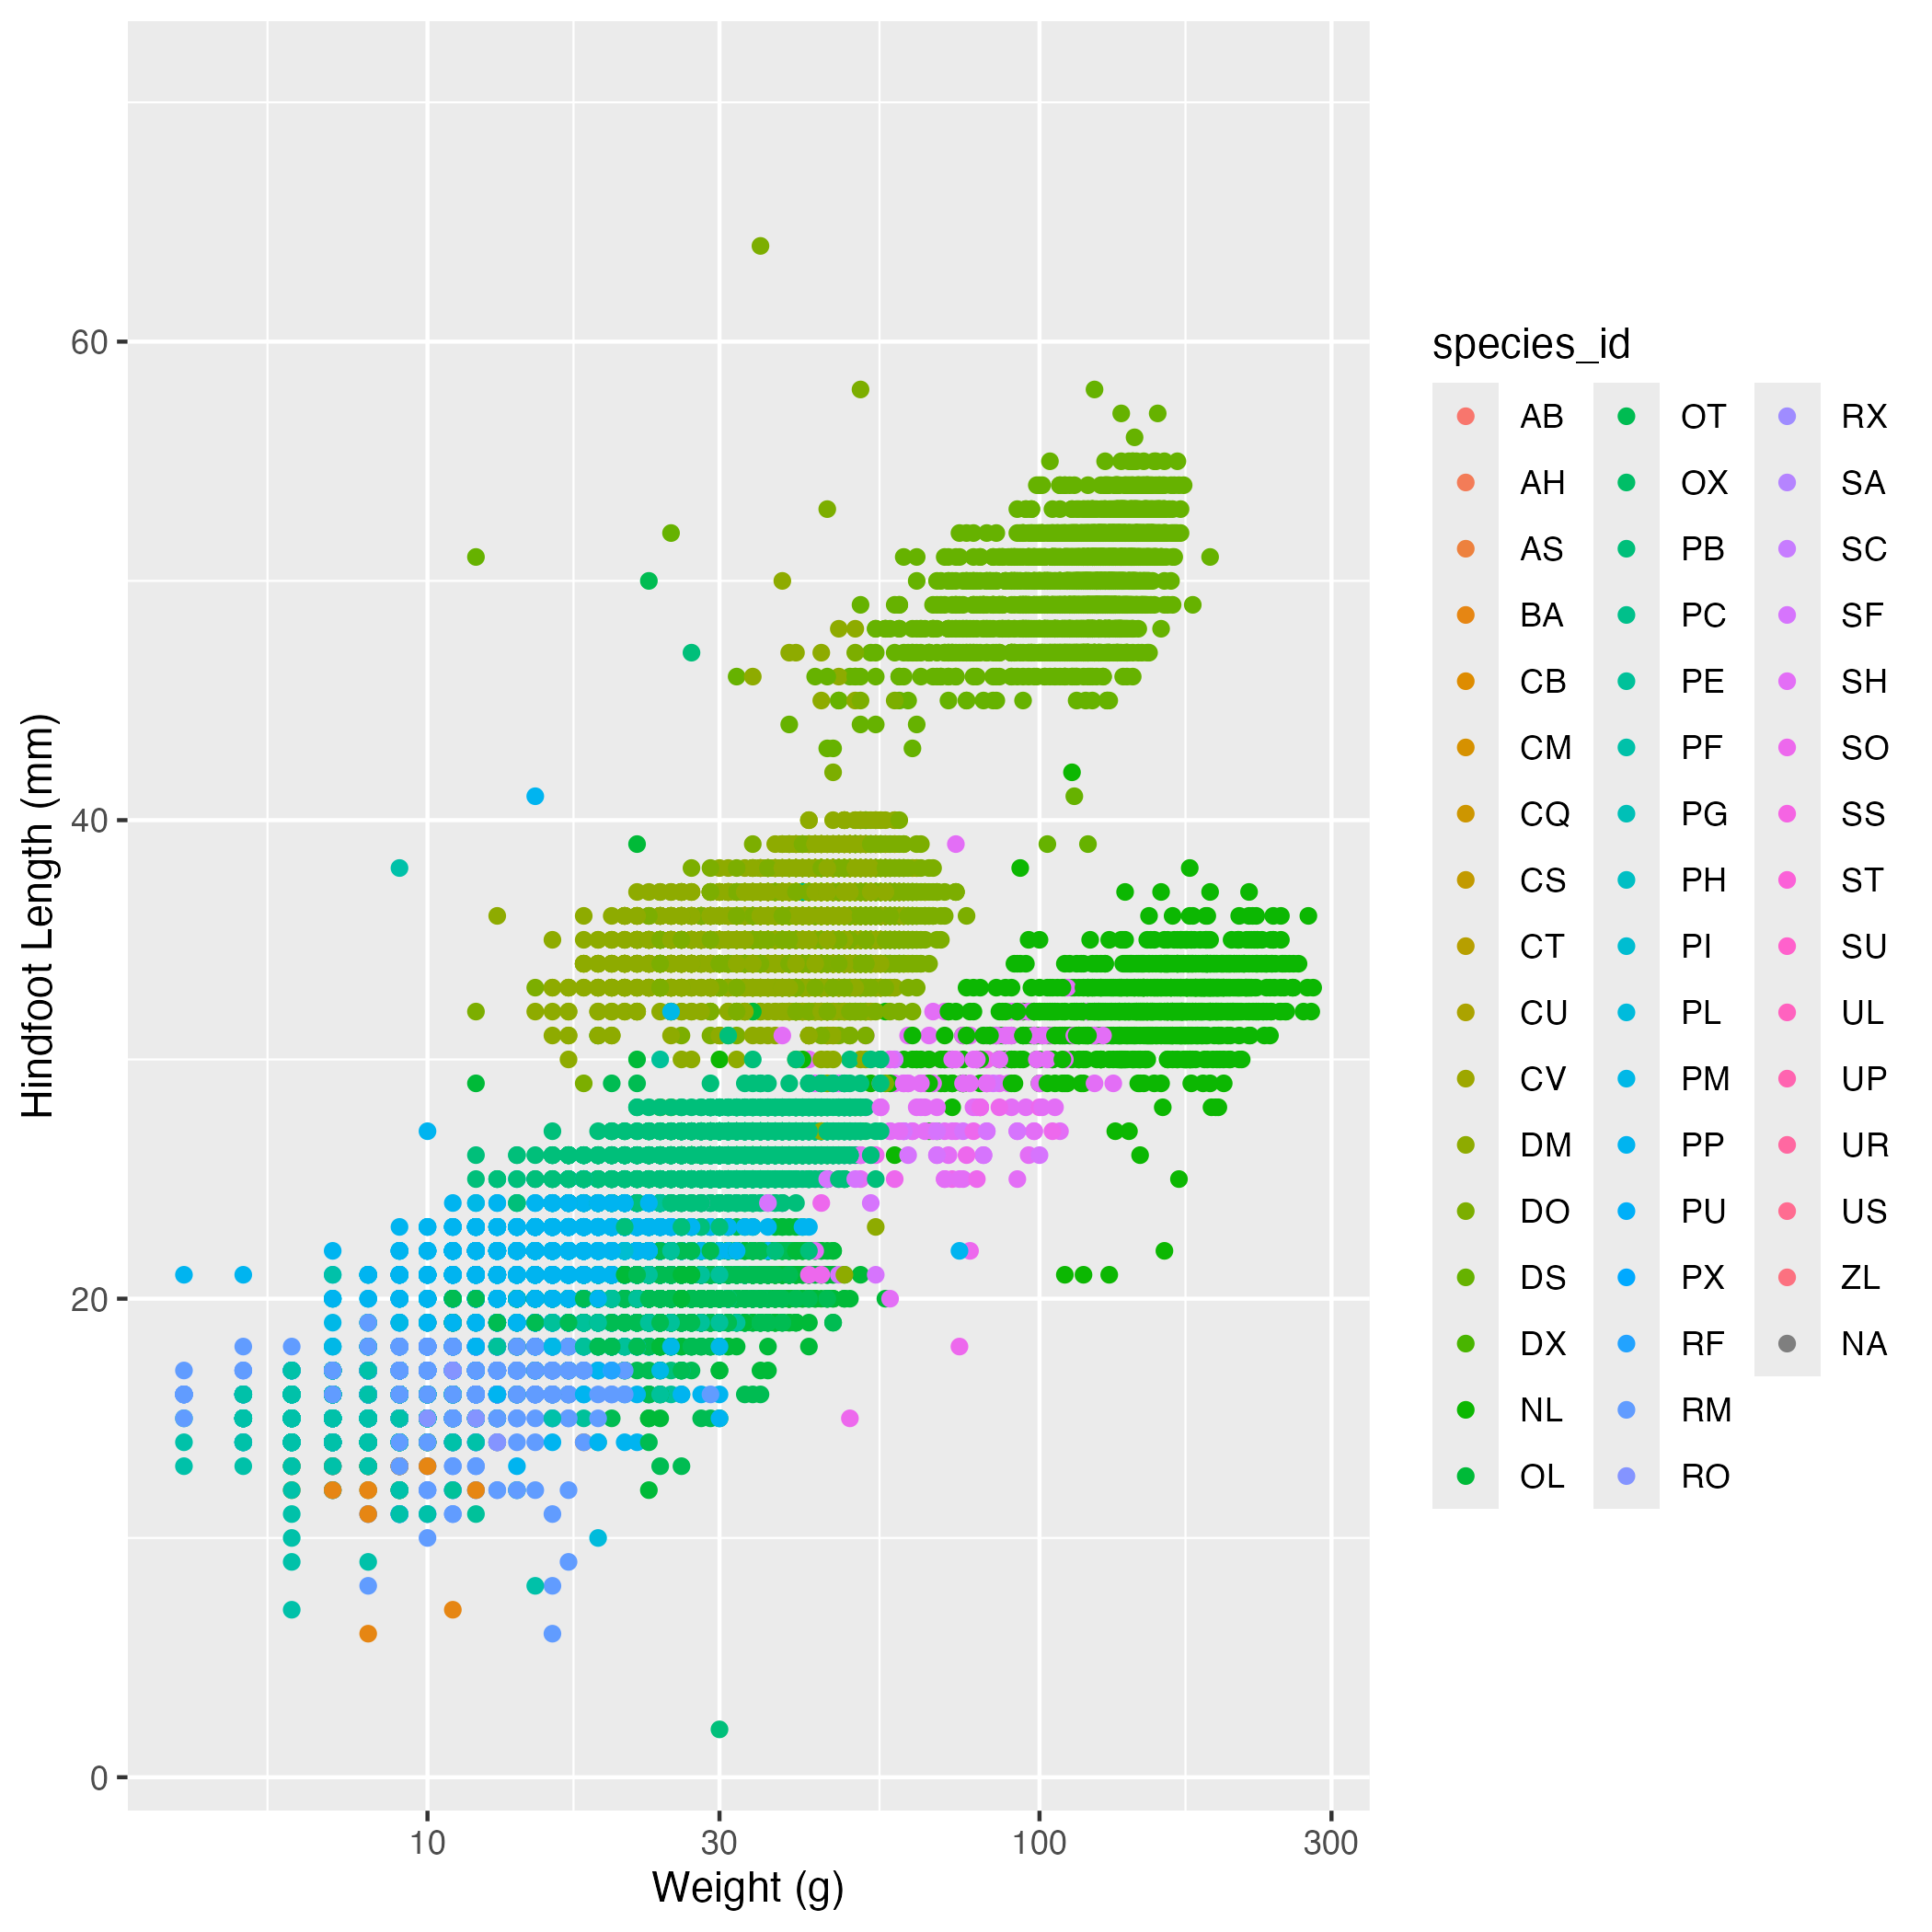 60
40
20
0
Hindfoot Length (mm)
10 30 100 300
Weight (g)
species_id
AB OT RX
AH OX SA
AS PB SC
BA PC SF
CB PE SH
CM PF SO
CQ PG SS
CS PH ST
CT PI SU
CU PL UL
CV PM UP
DM PP UR
DO PU US
DS PX ZL
DX RF NA
NL RM
OL RO